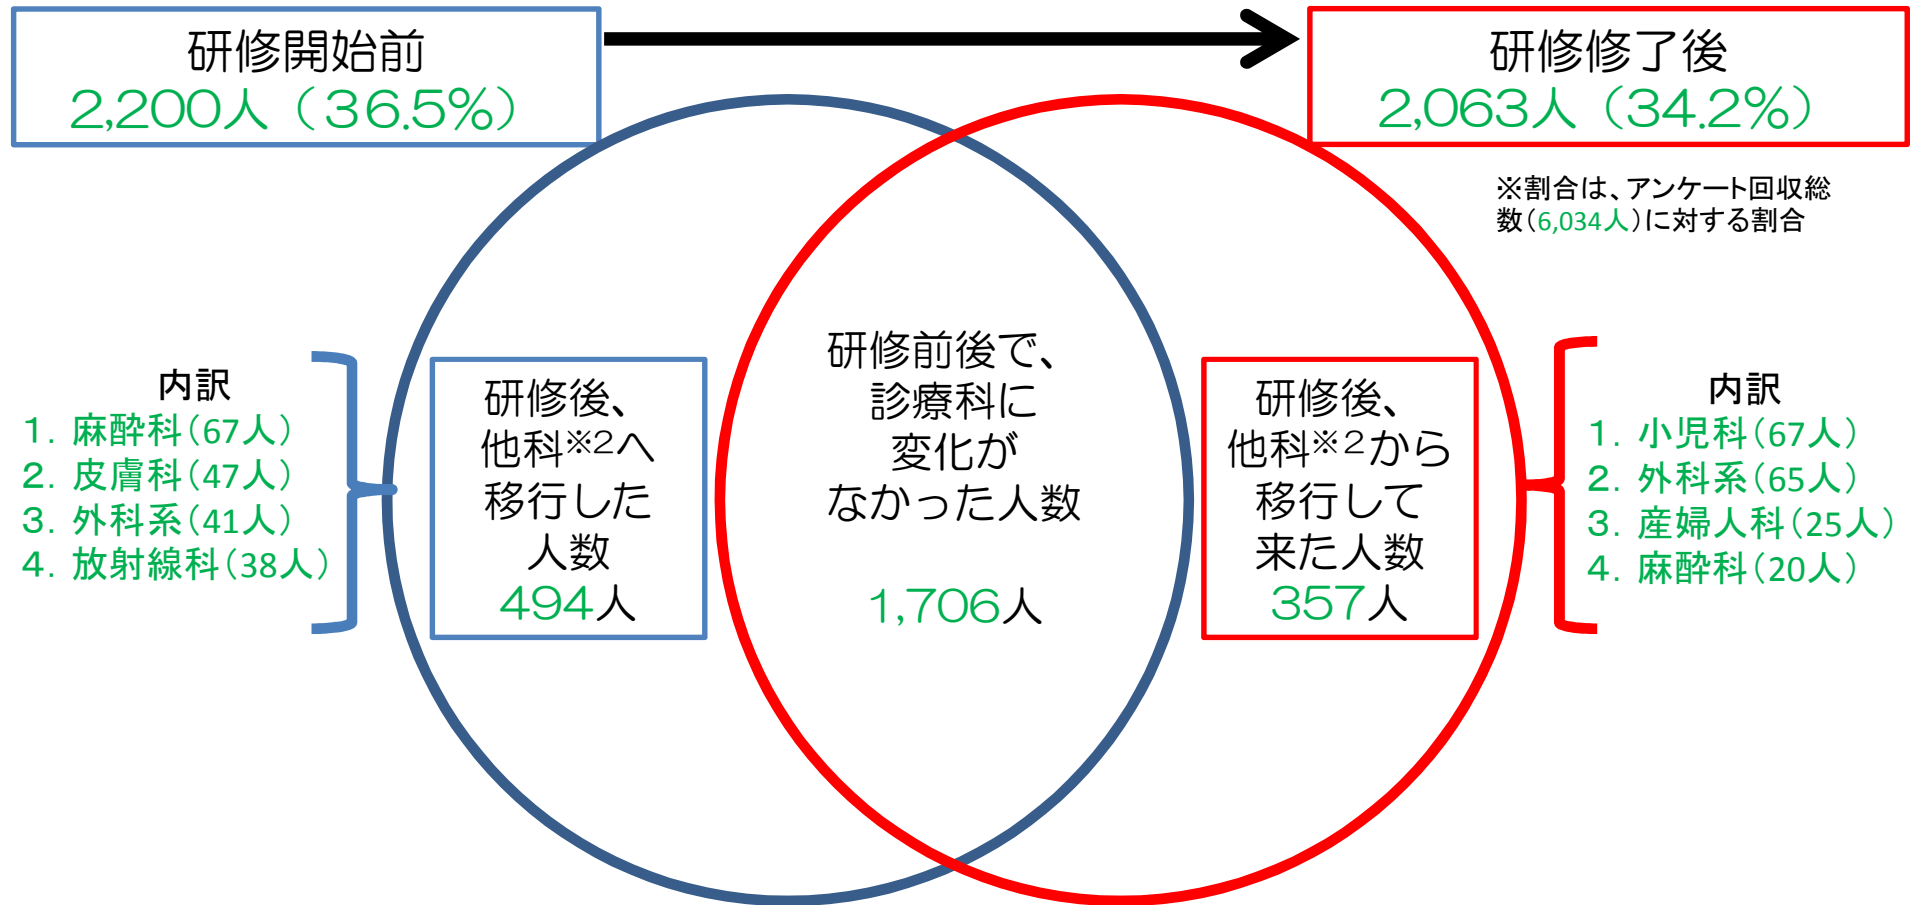 研修開始前
2,200人（36.5%）
研修修了後
2,063人（34.2%）
※割合は、アンケート回収総
数（6,034人）に対する割合
内訳
1. 麻酔科（67人）
2. 皮膚科（47人）
3. 外科系（41人）
4. 放射線科（38人）
研修後、
他科※2へ
移行した
人数
494人
研修前後で、
診療科に
変化が
なかった人数
1,706人
研修後、
他科※2から
移行して
来た人数
357人
内訳
1. 小児科（67人）
2. 外科系（65人）
3. 産婦人科（25人）
4. 麻酔科（20人）